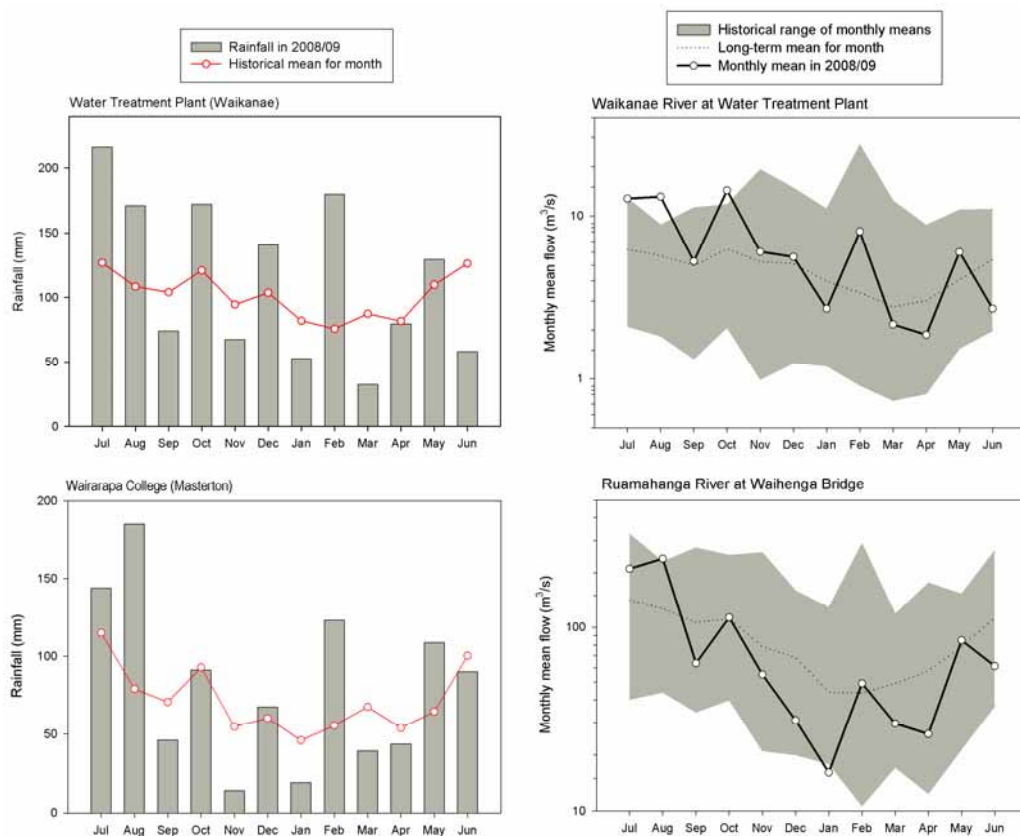 Rainfall in 2008/09
Historical mean for month
Historical range of monthly means
Long-term mean for month
Monthly mean in 2008/09
Water Treatment Plant (Waikanae)
Rainfall (mm)
200
150
100
50
0
Jul Aug Sep Oct Nov Dec Jan Feb Mar Apr May Jun
Waikanae River at Water Treatment Plant
Monthly mean flow (m³/s)
10
1
Jul Aug Sep Oct Nov Dec Jan Feb Mar Apr May Jun
Wairarapa College (Masterton)
Rainfall (mm)
200
150
100
50
0
Jul Aug Sep Oct Nov Dec Jan Feb Mar Apr May Jun
Ruamahanga River at Waihenga Bridge
Monthly mean flow (m³/s)
100
10
Jul Aug Sep Oct Nov Dec Jan Feb Mar Apr May Jun